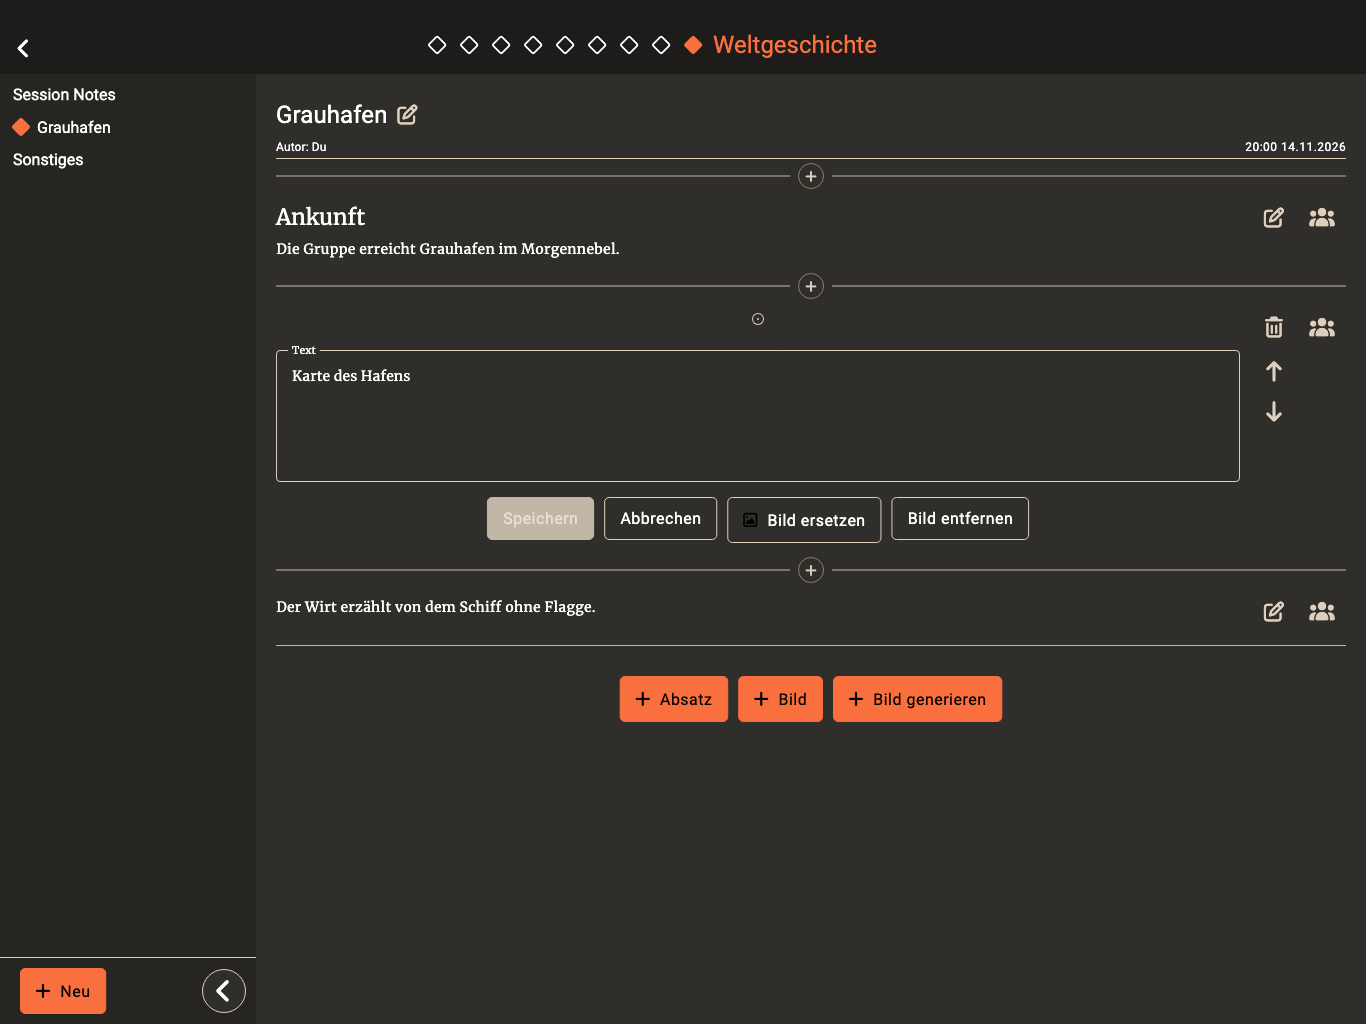 Weltgeschichte
Session Notes
Grauhafen
Sonstiges
Grauhafen
Autor: Du
20:00 14.11.2026
Ankunft
Die Gruppe erreicht Grauhafen im Morgennebel.
Text
Karte des Hafens
Speichern
Abbrechen
Bild ersetzen
Bild entfernen
Der Wirt erzählt von dem Schiff ohne Flagge.
Absatz
Bild
Bild generieren
Neu